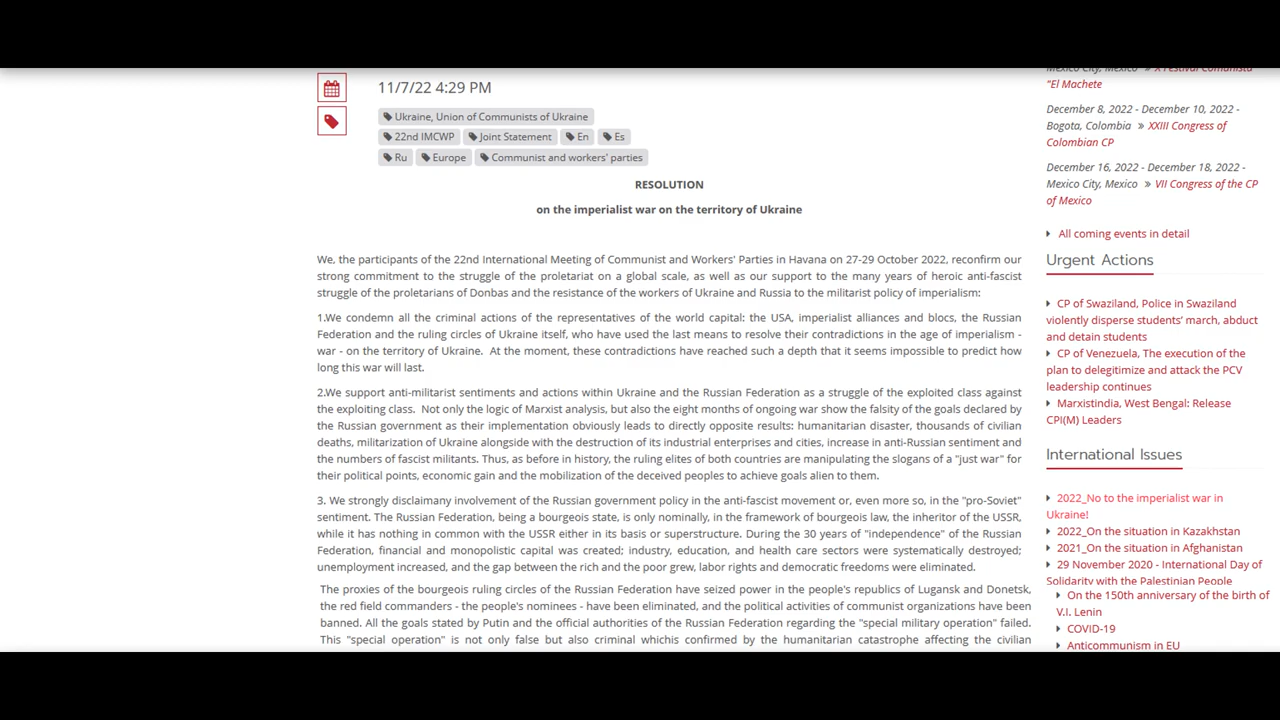 11/7/22 4:29 PM
Ukraine, Union of Communists of Ukraine
22nd IMCWP Joint Statement En Es
Ru Europe Communist and workers' parties
RESOLUTION
on the imperialist war on the territory of Ukraine
We, the participants of the 22nd International Meeting of Communist and Workers' Parties in Havana on 27-29 October 2022, reconfirm our
strong commitment to the struggle of the proletariat on a global scale, as well as our support to the many years of heroic anti-fascist
struggle of the proletarians of Donbas and the resistance of the workers of Ukraine and Russia to the militarist policy of imperialism:
1.We condemn all the criminal actions of the representatives of the world capital: the USA, imperialist alliances and blocs, the Russian
Federation and the ruling circles of Ukraine itself, who have used the last means to resolve their contradictions in the age of imperialism -
war - on the territory of Ukraine. At the moment, these contradictions have reached such a depth that it seems impossible to predict how
long this war will last.
2.We support anti-militarist sentiments and actions within Ukraine and the Russian Federation as a struggle of the exploited class against
the exploiting class. Not only the logic of Marxist analysis, but also the eight months of ongoing war show the falsity of the goals declared by
the Russian government as their implementation obviously leads to directly opposite results: humanitarian disaster, thousands of civilian
deaths, militarization of Ukraine alongside with the destruction of its industrial enterprises and cities, increase in anti-Russian sentiment and
the numbers of fascist militants. Thus, as before in history, the ruling elites of both countries are manipulating the slogans of a "just war" for
their political points, economic gain and the mobilization of the deceived peoples to achieve goals alien to them.
3. We strongly disclaimany involvement of the Russian government policy in the anti-fascist movement or, even more so, in the "pro-Soviet"
sentiment. The Russian Federation, being a bourgeois state, is only nominally, in the framework of bourgeois law, the inheritor of the USSR,
while it has nothing in common with the USSR either in its basis or superstructure. During the 30 years of "independence" of the Russian
Federation, financial and monopolistic capital was created; industry, education, and health care sectors were systematically destroyed;
unemployment increased, and the gap between the rich and the poor grew, labor rights and democratic freedoms were eliminated.
The proxies of the bourgeois ruling circles of the Russian Federation have seized power in the people's republics of Lugansk and Donetsk,
the red field commanders - the people's nominees - have been eliminated, and the political activities of communist organizations have been
banned. All the goals stated by Putin and the official authorities of the Russian Federation regarding the "special military operation" failed.
This "special operation" is not only false but also criminal whichis confirmed by the humanitarian catastrophe affecting the civilian
Mexico City, Mexico » X Festival Comunista
"El Machete
December 8, 2022 - December 10, 2022 -
Bogota, Colombia » XXIII Congress of
Colombian CP
December 16, 2022 - December 18, 2022 -
Mexico City, Mexico » VII Congress of the CP
of Mexico
All coming events in detail
Urgent Actions
CP of Swaziland, Police in Swaziland
violently disperse students' march, abduct
and detain students
CP of Venezuela, The execution of the
plan to delegitimize and attack the PCV
leadership continues
Marxistindia, West Bengal: Release
CPI(M) Leaders
International Issues
2022_No to the imperialist war in
Ukraine!
2022_On the situation in Kazakhstan
2021_On the situation in Afghanistan
29 November 2020 - International Day of
Solidarity with the Palestinian People
On the 150th anniversary of the birth of
V.I. Lenin
COVID-19
Anticommunism in EU